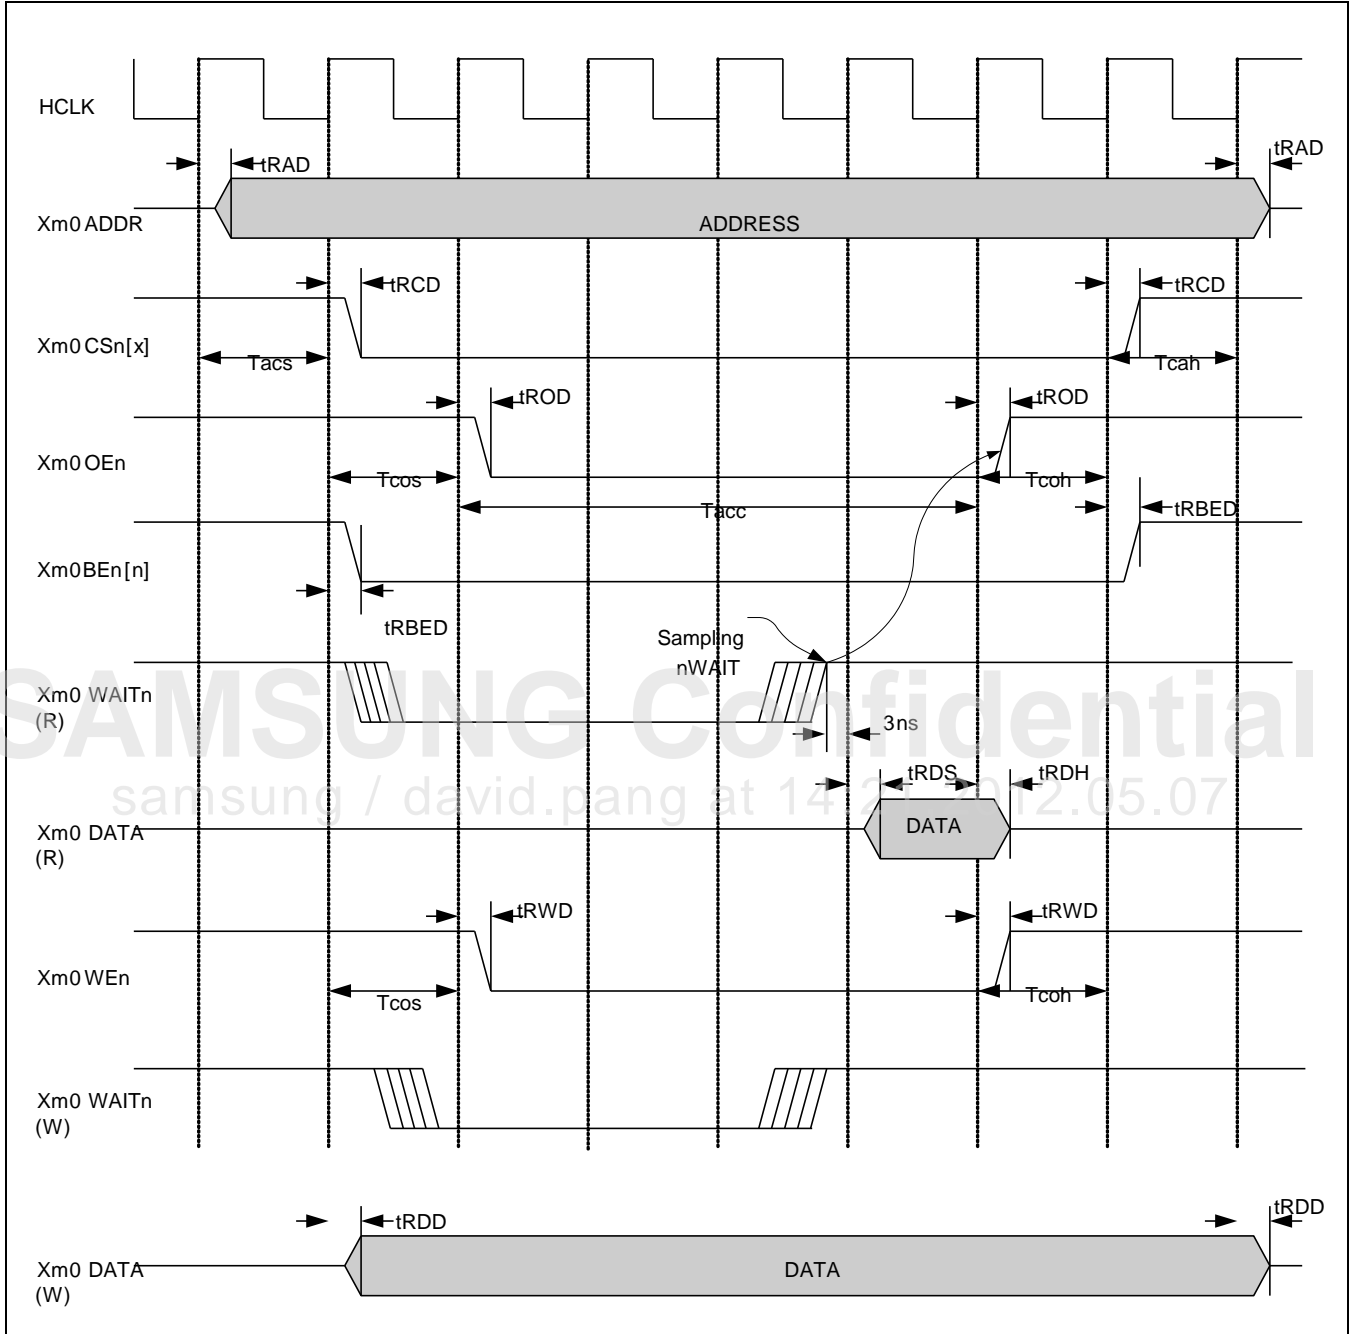 HCLK
tRAD
tRAD
Xm0 ADDR
ADDRESS
tRCD
tRCD
Xm0 CSn[x]
Tacs
Tcah
tROD
tROD
Xm0 OEn
Tcos
Tcoh
Tacc
tRBED
Xm0BEn[n]
tRBED
Sampling
nWAIT
Xm0 WAITn
(R)
SAMSUNG Confidential
3ns
tRDS
tRDH
samsung / david.pang at 14:21, 2012.05.07
Xm0 DATA
(R)
DATA
tRWD
tRWD
Xm0 WEn
Tcos
Tcoh
Xm0 WAITn
(W)
tRDD
tRDD
Xm0 DATA
(W)
DATA